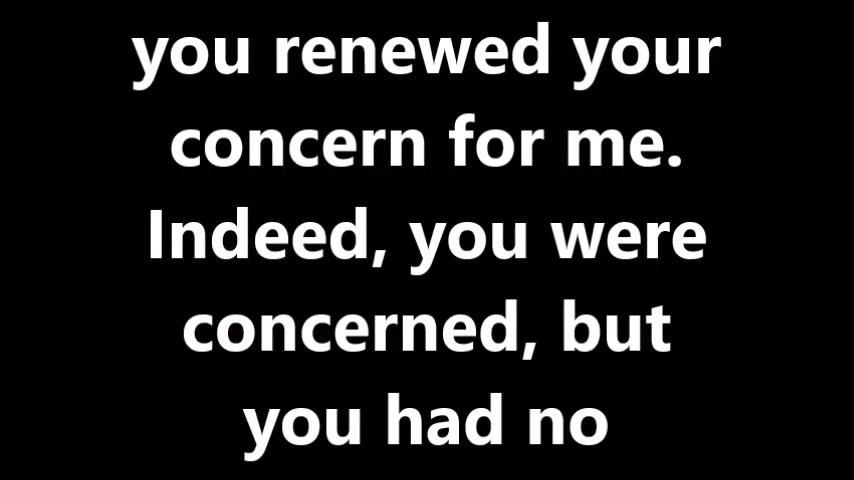 you renewed your
concern for me.
Indeed, you were
concerned, but
you had no